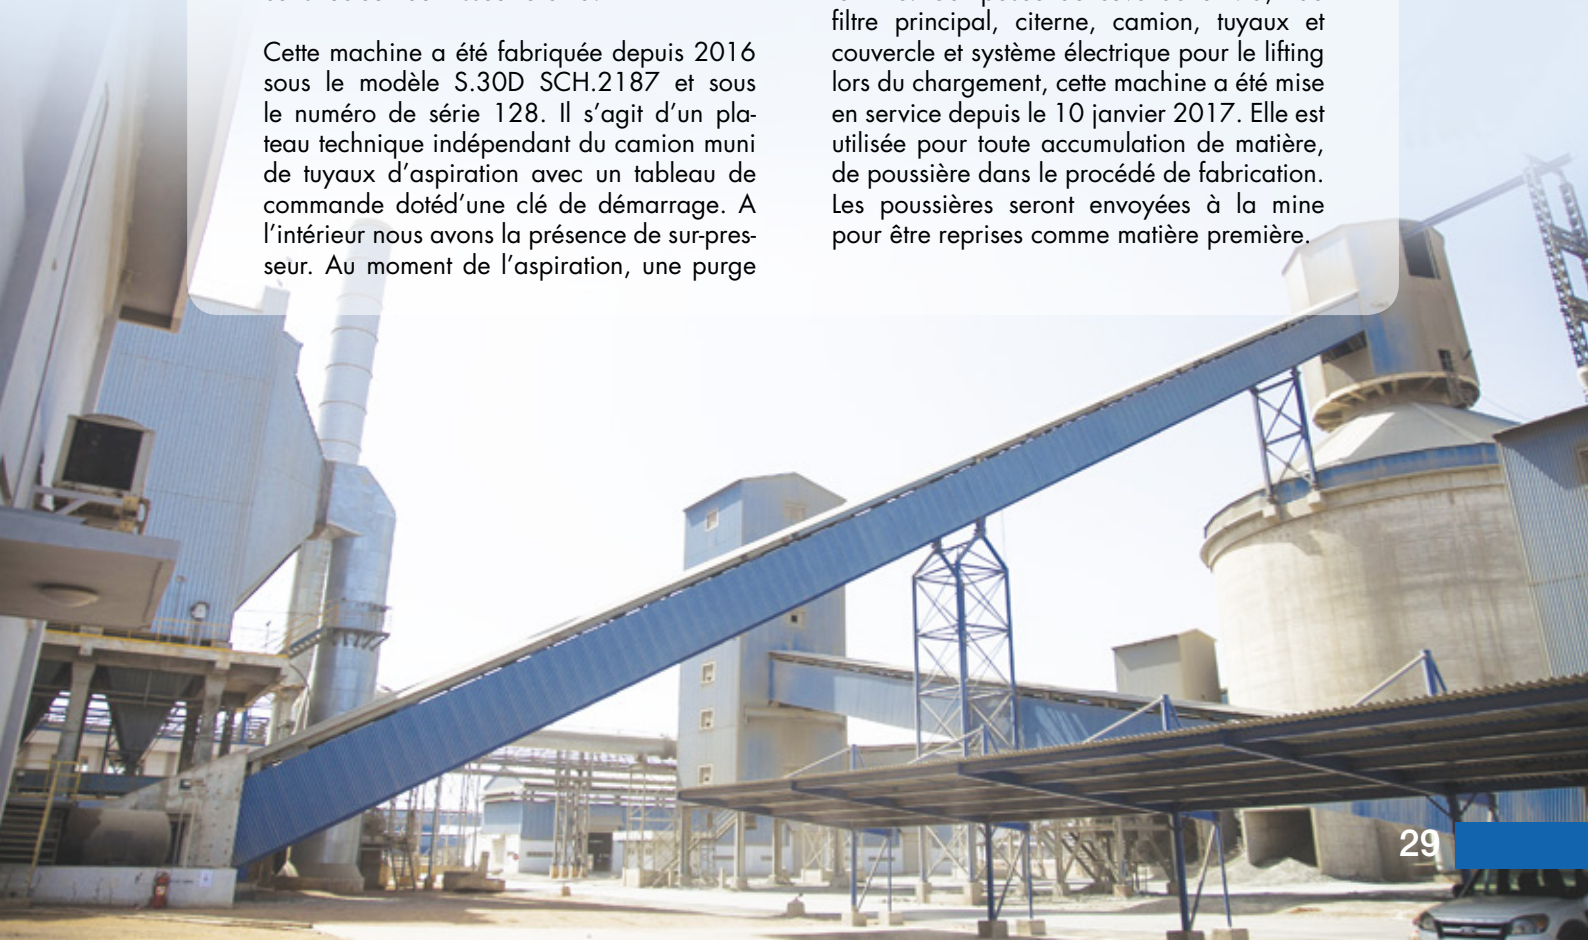 Cette machine a été fabriquée depuis 2016
sous le modèle S.30D SCH.2187 et sous
le numéro de série 128. Il s’agit d’un pla-
teau technique indépendant du camion muni
de tuyaux d’aspiration avec un tableau de
commande dotéd’une clé de démarrage. A
l’intérieur nous avons la présence de sur-pres-
seur. Au moment de l’aspiration, une purge
filtre principal, citerne, camion, tuyaux et
couvercle et système électrique pour le lifting
lors du chargement, cette machine a été mise
en service depuis le 10 janvier 2017. Elle est
utilisée pour toute accumulation de matière,
de poussière dans le procédé de fabrication.
Les poussières seront envoyées à la mine
pour être reprises comme matière première.
29